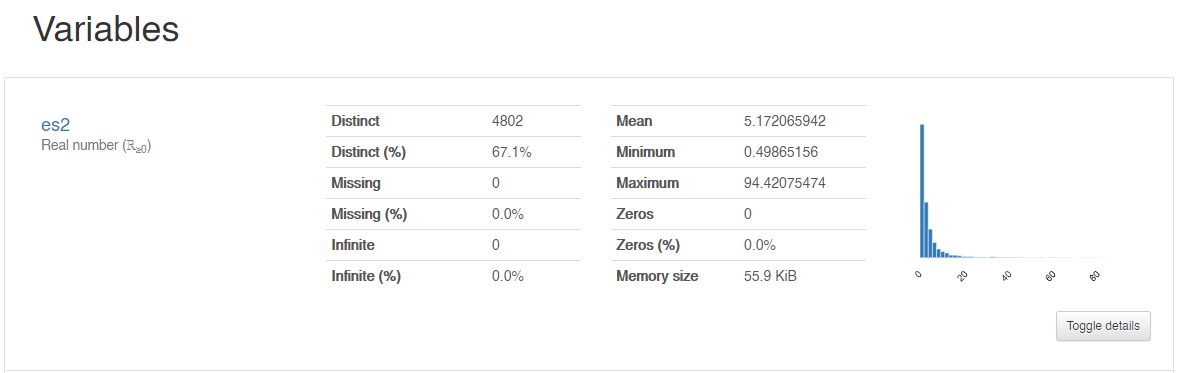 Variables
es2
Real number (ℝ≥0)
Distinct 4802
Distinct (%) 67.1%
Missing 0
Missing (%) 0.0%
Infinite 0
Infinite (%) 0.0%
Mean 5.172065942
Minimum 0.49865156
Maximum 94.42075474
Zeros 0
Zeros (%) 0.0%
Memory size 55.9 KiB
0 20 40 60 80
Toggle details